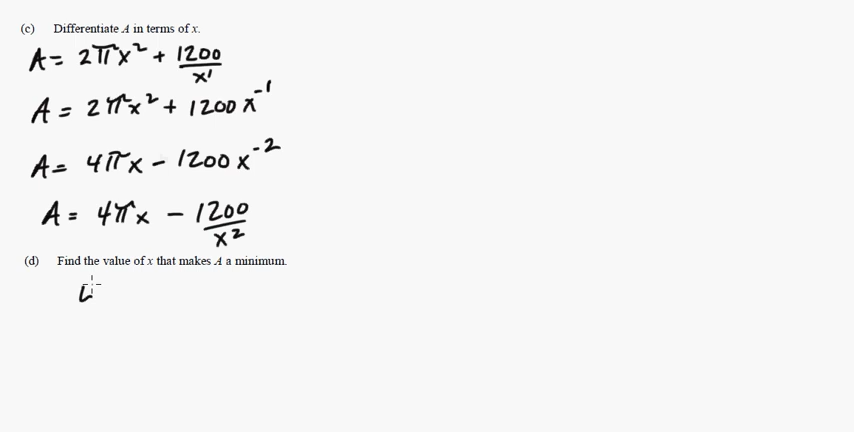 (c) Differentiate A in terms of x.
A = 2πx² + 1200/x¹
A = 2πx² + 1200x⁻¹
A = 4πx - 1200x⁻²
A = 4πx - 1200/x²
(d) Find the value of x that makes A a minimum.